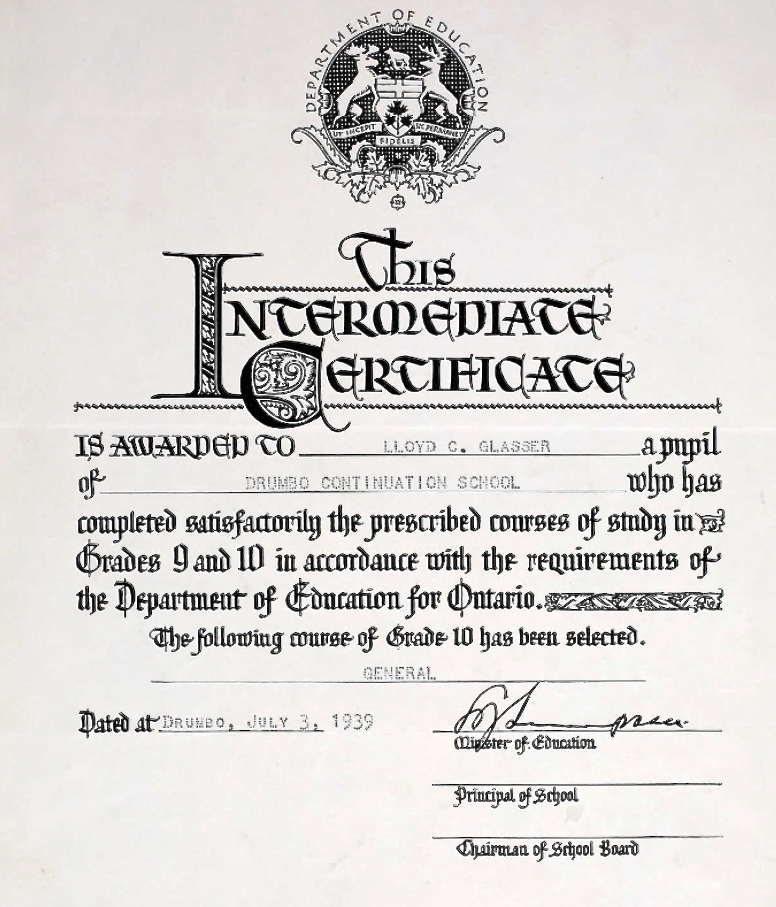 DEPARTMENT OF EDUCATION
UT INCEPIT SIC PERMANET
FIDELIS
This
INTERMEDIATE
CERTIFICATE
IS AWARDED TO LLOYD C. GLASSER a pupil
of DRUMBO CONTINUATION SCHOOL who has
completed satisfactorily the prescribed courses of study in
Grades 9 and 10 in accordance with the requirements of
the Department of Education for Ontario.
The following course of Grade 10 has been selected.
GENERAL
Dated at DRUMBO, JULY 3, 1939
Minister of Education
Principal of School
Chairman of School Board